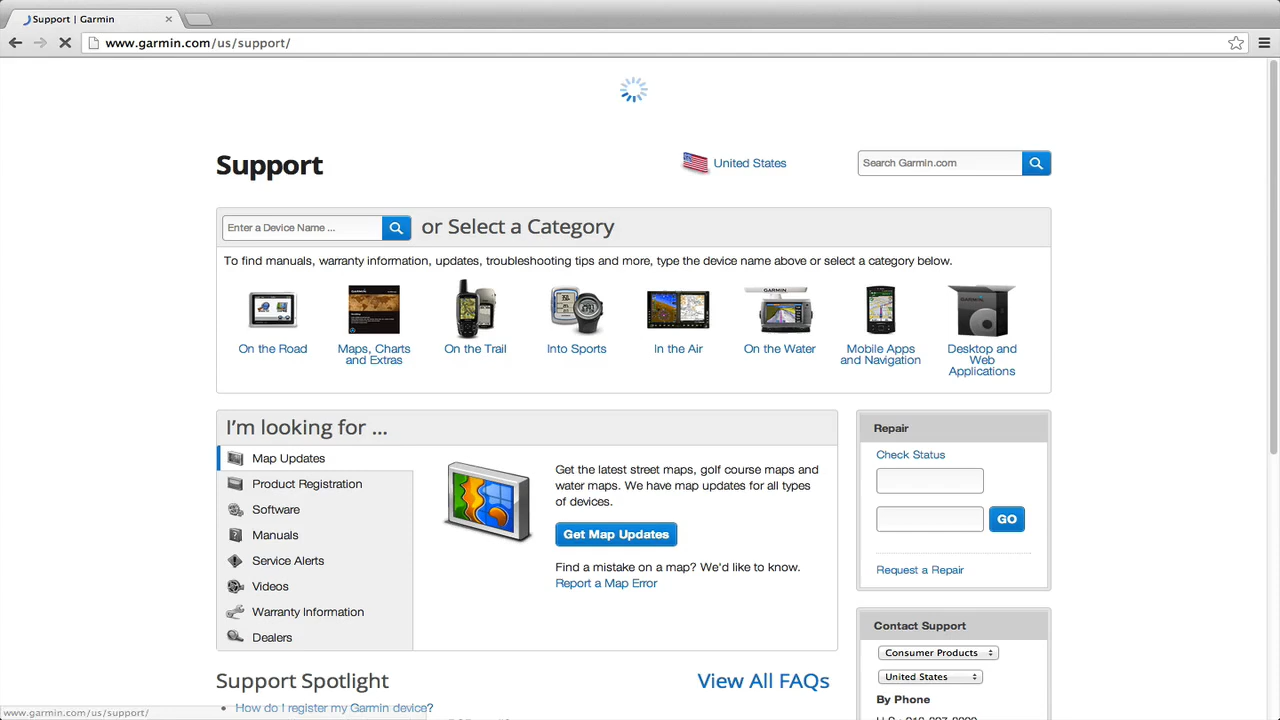 Support | Garmin
www.garmin.com/us/support/
Support
United States
Search Garmin.com
Enter a Device Name ...
or Select a Category
To find manuals, warranty information, updates, troubleshooting tips and more, type the device name above or select a category below.
On the Road
Maps, Charts
and Extras
On the Trail
Into Sports
In the Air
GARMIN
On the Water
Mobile Apps
and Navigation
Desktop and
Web
Applications
I'm looking for ...
Map Updates
Product Registration
Software
Manuals
Service Alerts
Videos
Warranty Information
Dealers
Get the latest street maps, golf course maps and
water maps. We have map updates for all types
of devices.
Get Map Updates
Find a mistake on a map? We'd like to know.
Report a Map Error
Repair
Check Status
GO
Request a Repair
Contact Support
Consumer Products
United States
By Phone
Support Spotlight
View All FAQs
How do I register my Garmin device?
www.garmin.com/us/support/